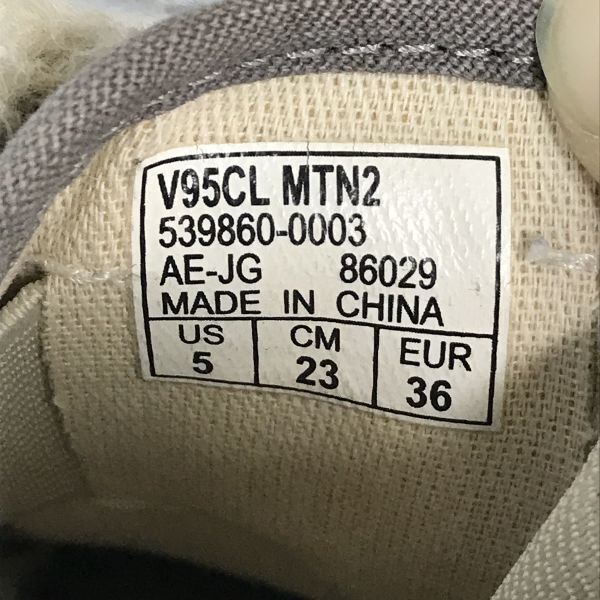 V95CL MTN2
539860-0003
AE-JG 86029
MADE IN CHINA
US CM EUR
5 23 36